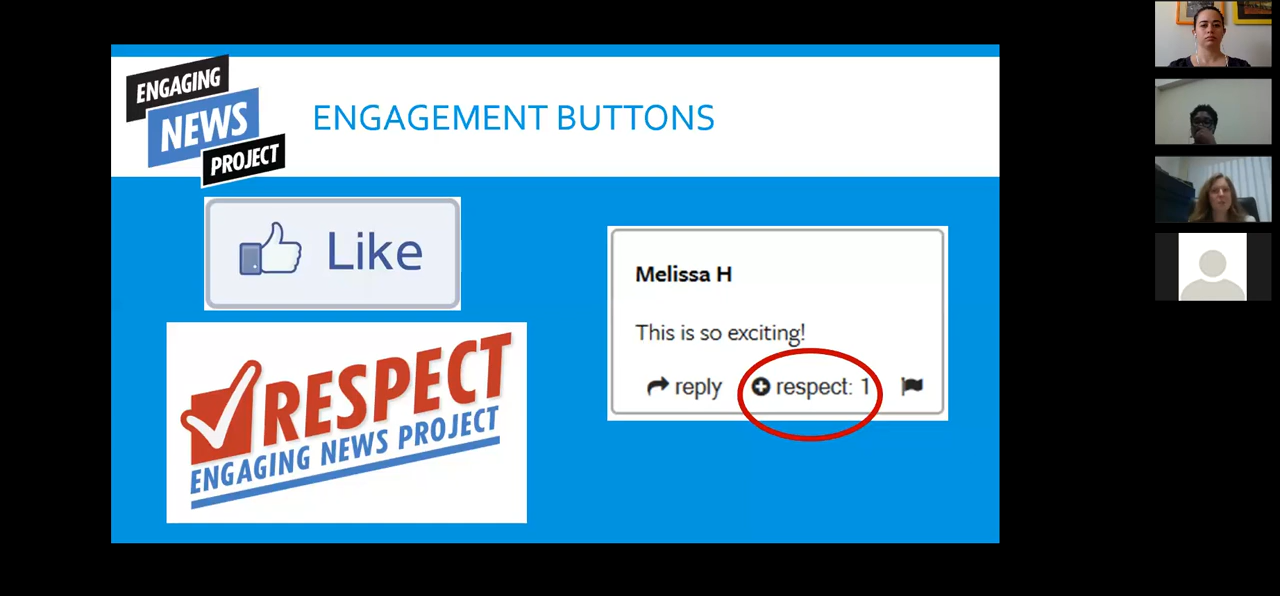 ENGAGING
NEWS
PROJECT
ENGAGEMENT BUTTONS
Like
RESPECT
ENGAGING NEWS PROJECT
Melissa H
This is so exciting!
reply respect: 1